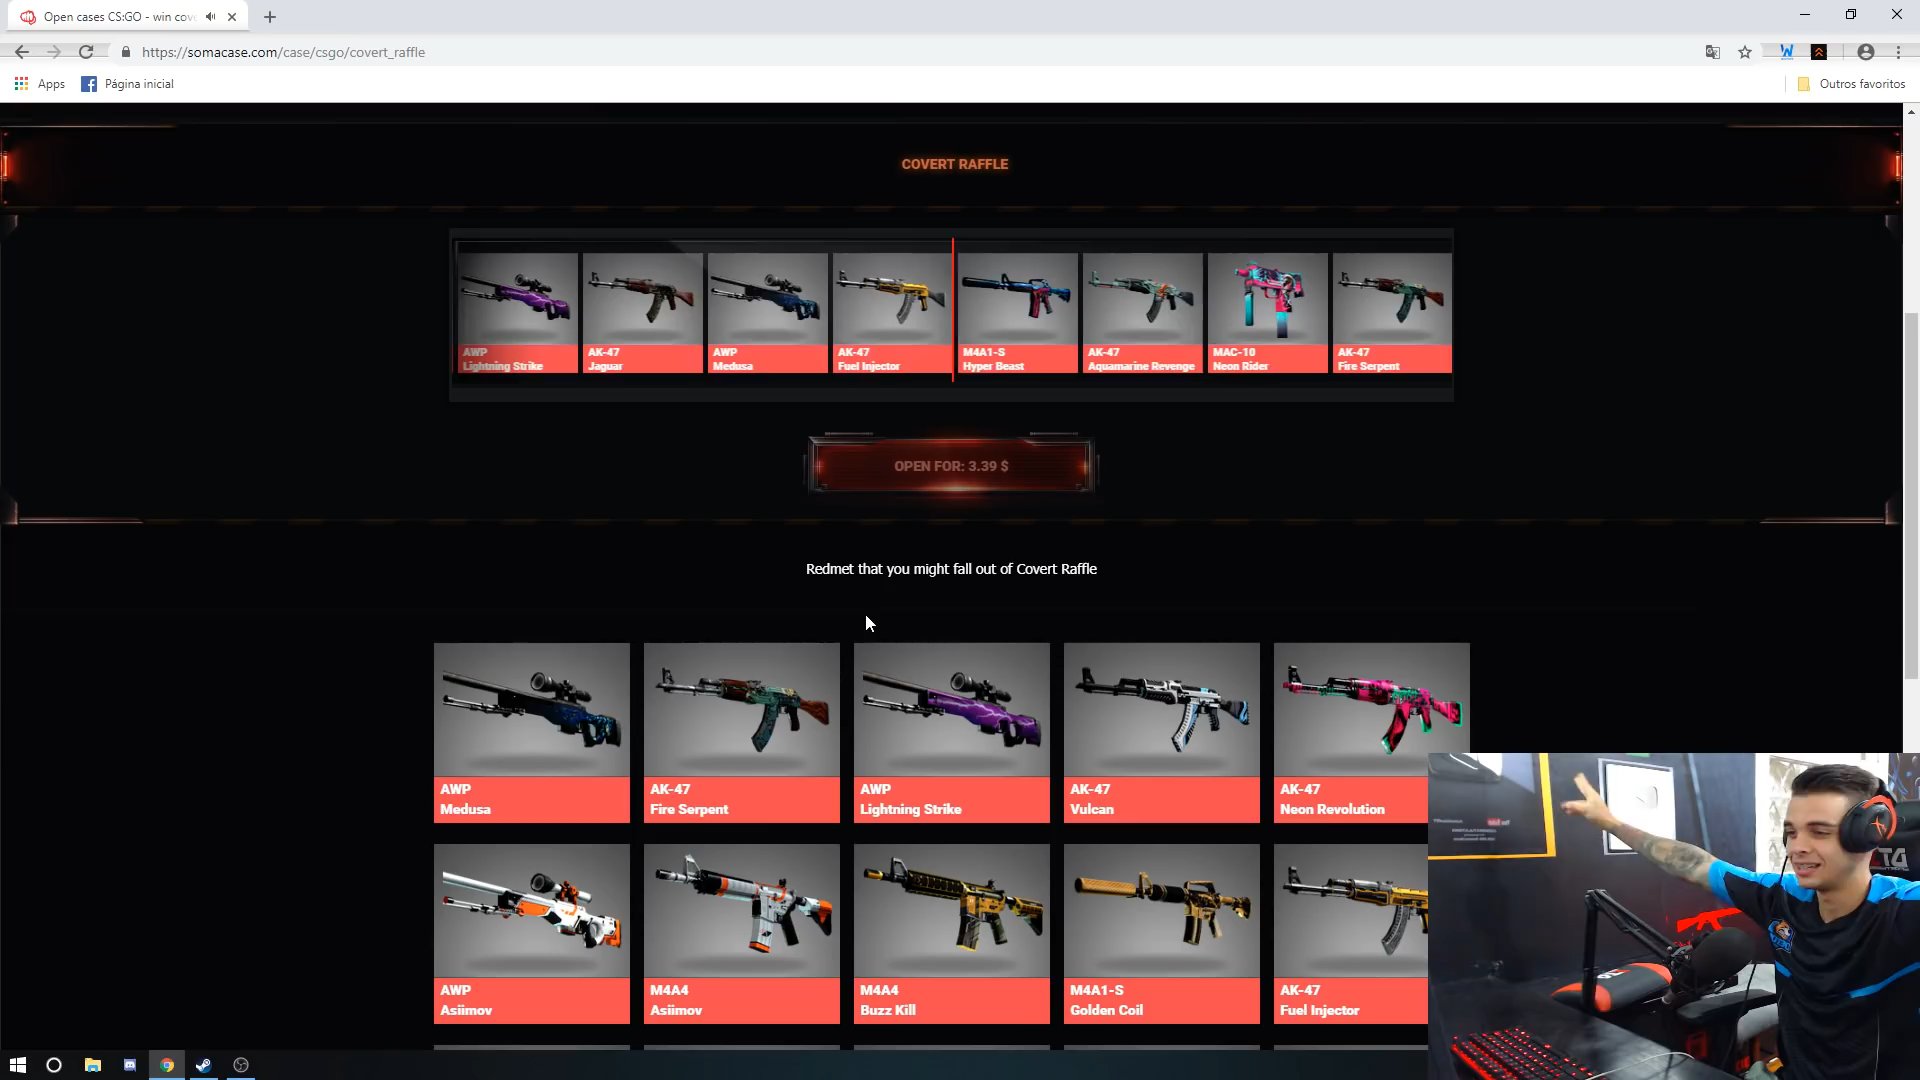 Open cases CS:GO - win cov
https://somacase.com/case/csgo/covert_raffle
Apps
Página inicial
Outros favoritos
COVERT RAFFLE
AWP
Lightning Strike
AK-47
Jaguar
AWP
Medusa
AK-47
Fuel Injector
M4A1-S
Hyper Beast
AK-47
Aquamarine Revenge
MAC-10
Neon Rider
AK-47
Fire Serpent
OPEN FOR: 3.39 $
Redmet that you might fall out of Covert Raffle
AWP
Medusa
AK-47
Fire Serpent
AWP
Lightning Strike
AK-47
Vulcan
AK-47
Neon Revolution
AWP
Asiimov
M4A4
Asiimov
M4A4
Buzz Kill
M4A1-S
Golden Coil
AK-47
Fuel Injector